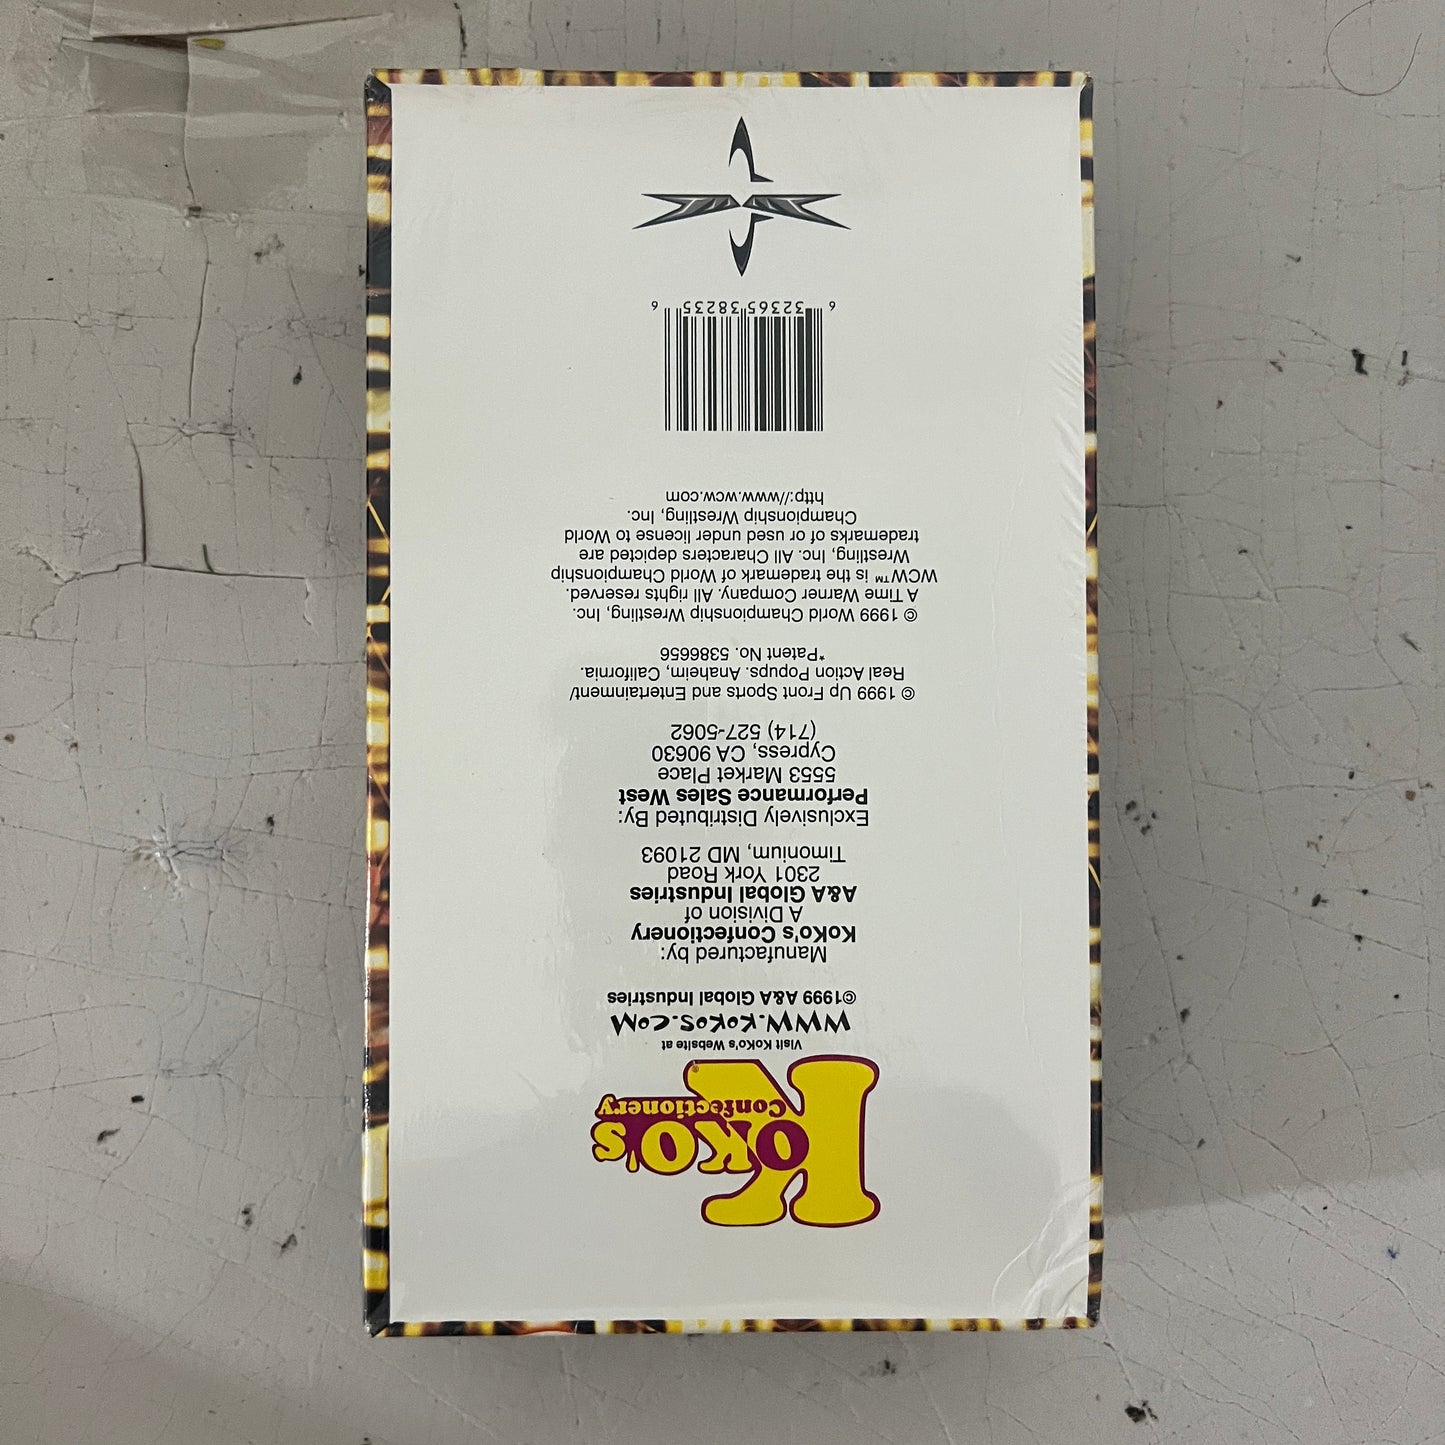 KoKo's
Confectionery
®
Visit KoKo's Website at
WWW.KoKoS.CoM
©1999 A&A Global Industries
Manufactured by:
KoKo's Confectionery
A Division of
A&A Global Industries
2301 York Road
Timonium, MD 21093
Exclusively Distributed By:
Performance Sales West
5553 Market Place
Cypress, CA 90630
(714) 527-5062
© 1999 Up Front Sports and Entertainment/
Real Action Popups. Anaheim, California.
*Patent No. 5386656
© 1999 World Championship Wrestling, Inc.
A Time Warner Company. All rights reserved.
WCW™ is the trademark of World Championship
Wrestling, Inc. All Characters depicted are
trademarks of or used under license to World
Championship Wrestling, Inc.
http://www.wcw.com
6 32365 38235 6